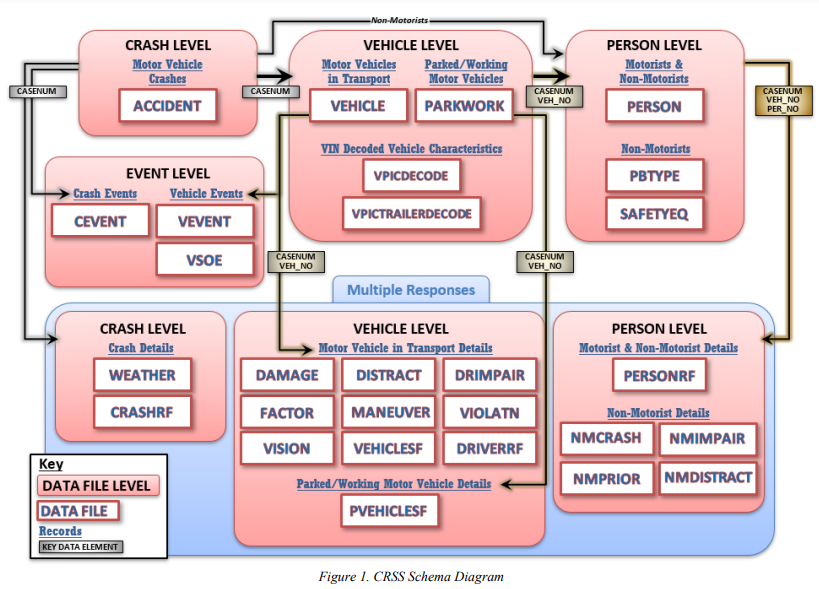 Non-Motorists
CRASH LEVEL
Motor Vehicle
Crashes
ACCIDENT
CASENUM
CASENUM
VEHICLE LEVEL
Motor Vehicles
in Transport
VEHICLE
Parked/Working
Motor Vehicles
PARKWORK
VIN Decoded Vehicle Characteristics
VPICDECODE
VPICTRAILERDECODE
CASENUM
VEH_NO
PERSON LEVEL
Motorists &
Non-Motorists
PERSON
Non-Motorists
PBTYPE
SAFETYEQ
CASENUM
VEH_NO
PER_NO
EVENT LEVEL
Crash Events
CEVENT
Vehicle Events
VEVENT
VSOE
CASENUM
VEH_NO
CASENUM
VEH_NO
Multiple Responses
CRASH LEVEL
Crash Details
WEATHER
CRASHRF
VEHICLE LEVEL
Motor Vehicle in Transport Details
DAMAGE
DISTRACT
DRIMPAIR
FACTOR
MANEUVER
VIOLATN
VISION
VEHICLESF
DRIVERRF
Parked/Working Motor Vehicle Details
PVEHICLESF
PERSON LEVEL
Motorist & Non-Motorist Details
PERSONRF
Non-Motorist Details
NMCRASH
NMIMPAIR
NMPRIOR
NMDISTRACT
Key
DATA FILE LEVEL
DATA FILE
Records
KEY DATA ELEMENT
Figure 1. CRSS Schema Diagram